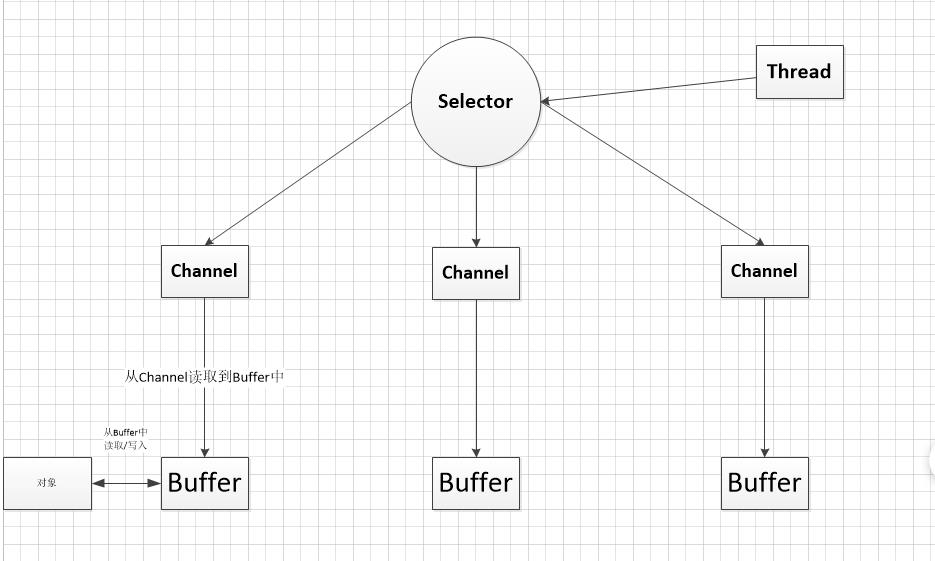 Thread
Selector
Channel
Channel
Channel
从Channel读取到Buffer中
从Buffer中
读取/写入
对象
Buffer
Buffer
Buffer